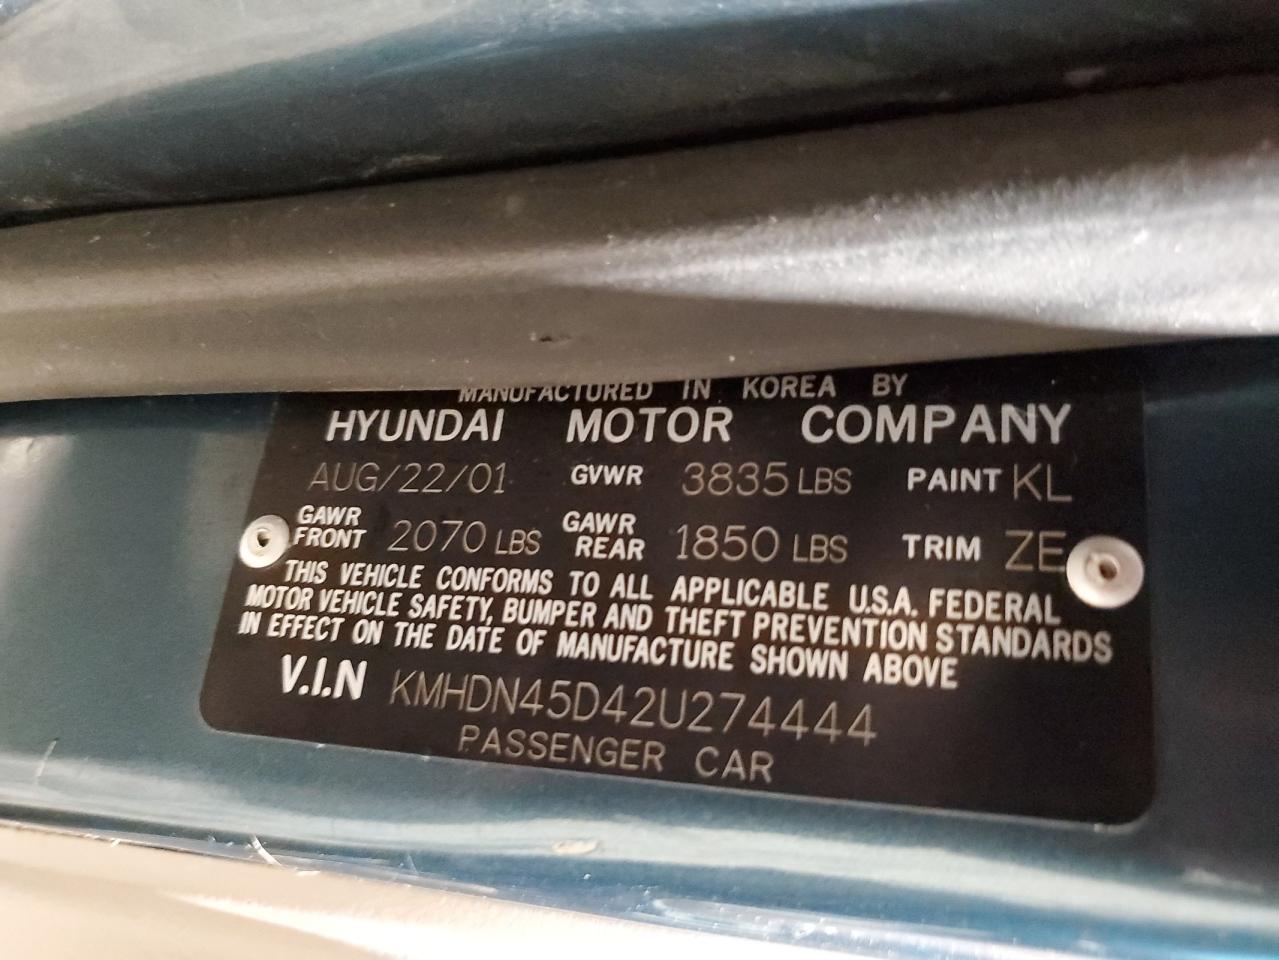 MANUFACTURED IN KOREA BY
HYUNDAI MOTOR COMPANY
AUG/22/01 GVWR 3835 LBS PAINT KL
GAWR FRONT 2070 LBS GAWR REAR 1850 LBS TRIM ZE
THIS VEHICLE CONFORMS TO ALL APPLICABLE U.S.A. FEDERAL
MOTOR VEHICLE SAFETY, BUMPER AND THEFT PREVENTION STANDARDS
IN EFFECT ON THE DATE OF MANUFACTURE SHOWN ABOVE
V.I.N KMHDN45D42U274444
PASSENGER CAR